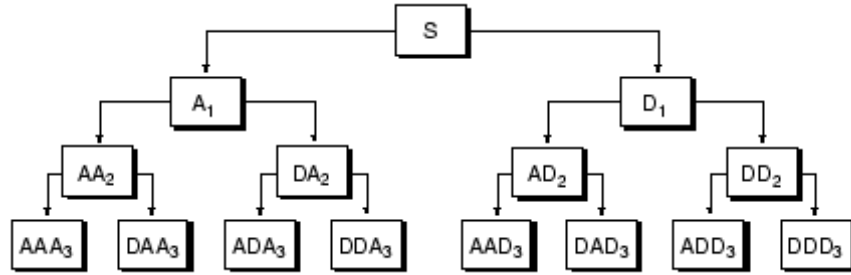 S
A₁ D₁
AA₂ DA₂ AD₂ DD₂
AAA₃ DAA₃ ADA₃ DDA₃ AAD₃ DAD₃ ADD₃ DDD₃